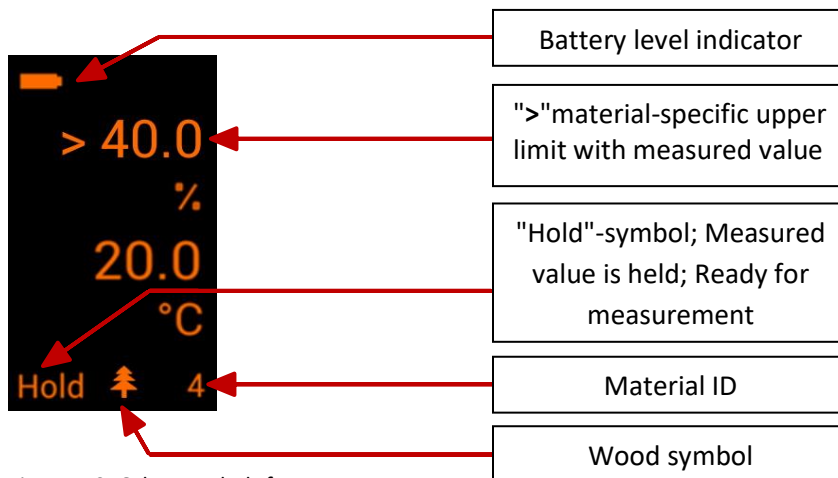 Battery level indicator
> 40.0
%
20.0
°C
Hold 4
">"material-specific upper
limit with measured value
"Hold"-symbol; Measured
value is held; Ready for
measurement
Material ID
Wood symbol